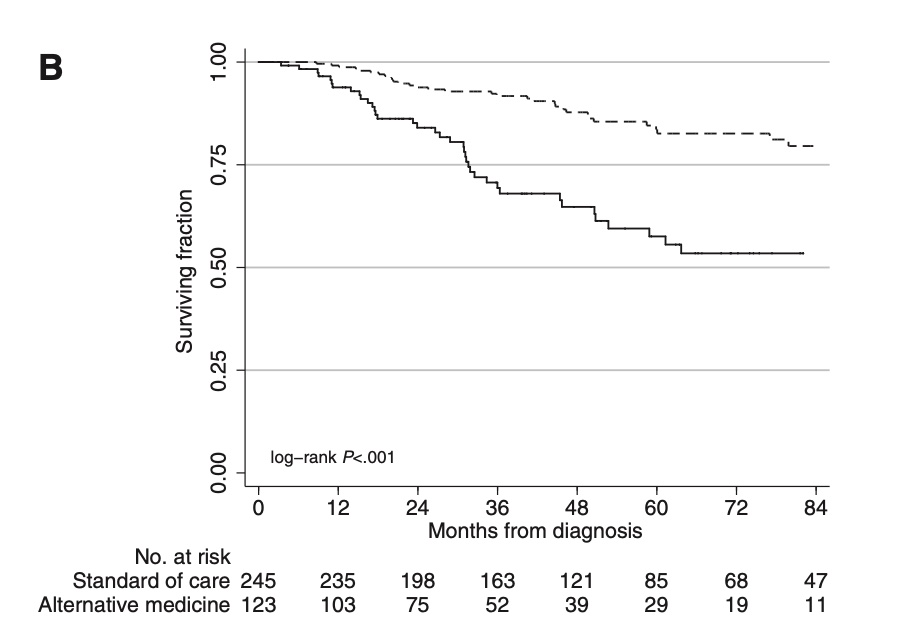 B
1.00
0.75
0.50
0.25
0.00
Surviving fraction
log–rank P<.001
0 12 24 36 48 60 72 84
Months from diagnosis
No. at risk
Standard of care 245 235 198 163 121 85 68 47
Alternative medicine 123 103 75 52 39 29 19 11